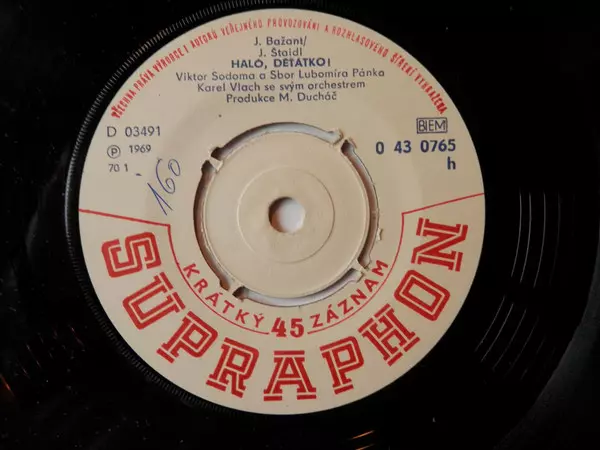 VŠECHNA PRÁVA VÝROBCE I AUTORŮ VEŘEJNÉHO PROVOZOVÁNÍ A ROZHLASOVÉHO ŠÍŘENÍ VYHRAŽENA
J. Bažant/
J. Štaidl
HALÓ, DĚŤÁTKO!
Viktor Sodoma a Sbor Lubomíra Pánka
Karel Vlach se svým orchestrem
Produkce M. Ducháč
D 03491
Ⓟ 1969
70 1
160
BIEM
0 43 0765
h
KRÁTKÝ 45 ZÁZNAM
SUPRAPHON